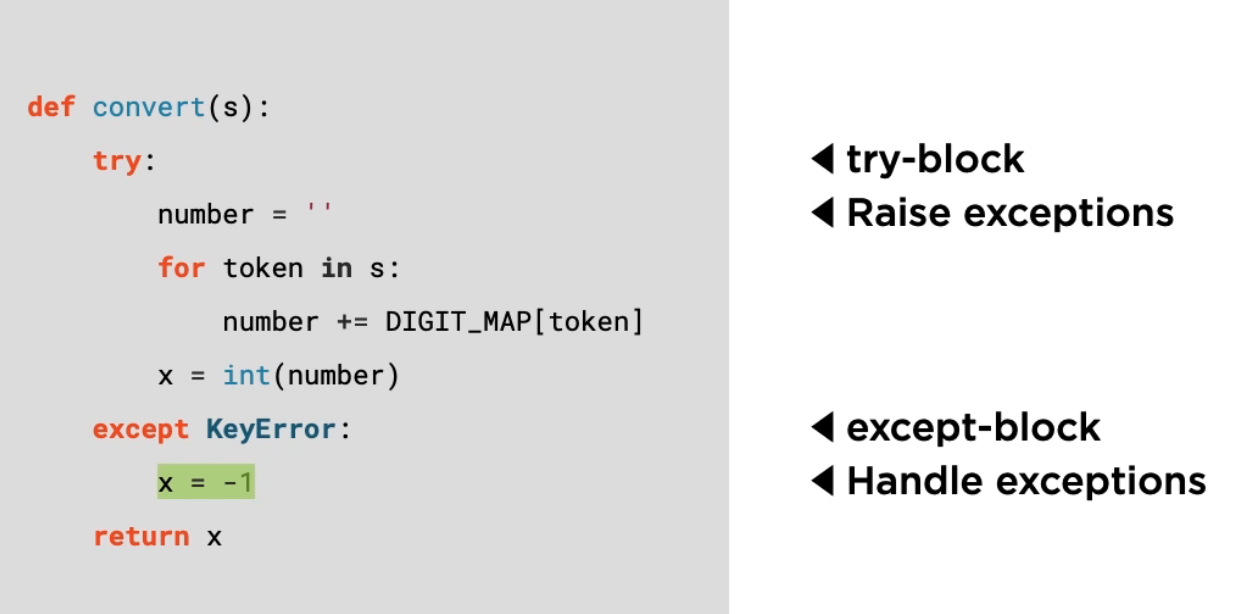 def convert(s):
    try:
        number = ''
        for token in s:
            number += DIGIT_MAP[token]
        x = int(number)
    except KeyError:
        x = -1
    return x
◀ try-block
◀ Raise exceptions
◀ except-block
◀ Handle exceptions